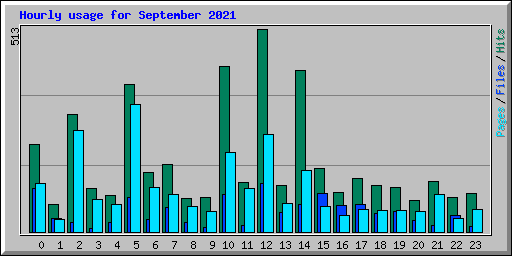 Hourly usage for September 2021
513
Pages/Files/Hits
0 1 2 3 4 5 6 7 8 9 10 11 12 13 14 15 16 17 18 19 20 21 22 23